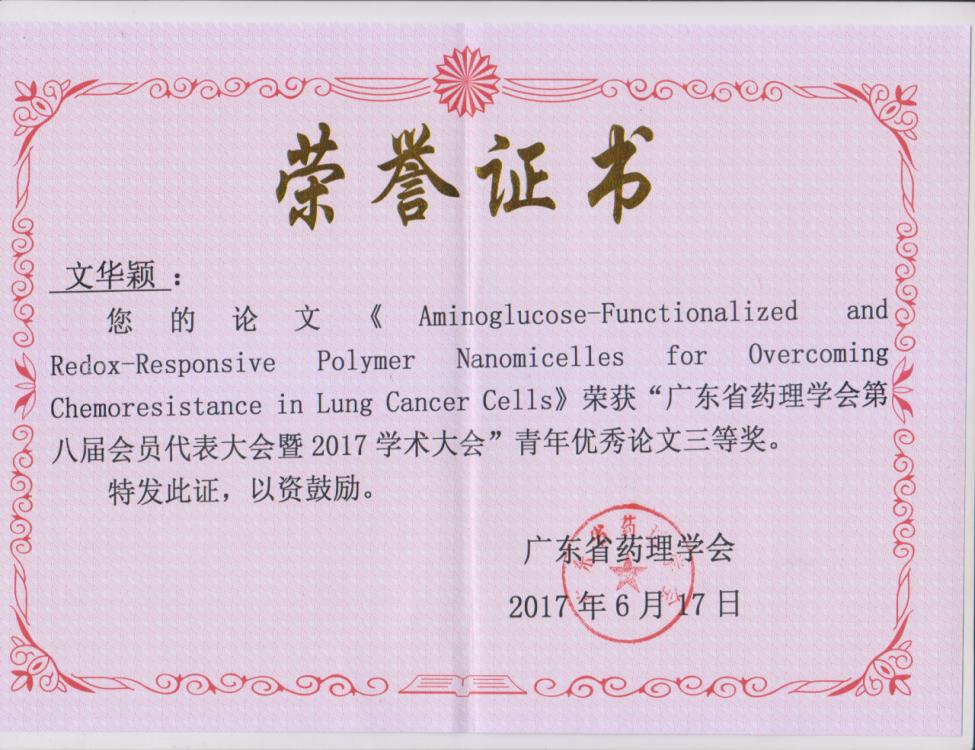 荣誉证书
文华颖：
您的论文《Aminoglucose-Functionalized and
Redox-Responsive Polymer Nanomicelles for Overcoming
Chemoresistance in Lung Cancer Cells》荣获“广东省药理学会第
八届会员代表大会暨2017学术大会”青年优秀论文三等奖。
特发此证，以资鼓励。
广东省药理学会
2017年6月17日